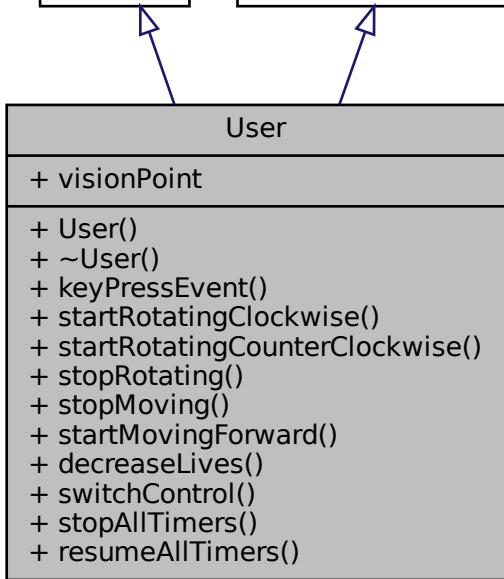 User
+ visionPoint
+ User()
+ ~User()
+ keyPressEvent()
+ startRotatingClockwise()
+ startRotatingCounterClockwise()
+ stopRotating()
+ stopMoving()
+ startMovingForward()
+ decreaseLives()
+ switchControl()
+ stopAllTimers()
+ resumeAllTimers()